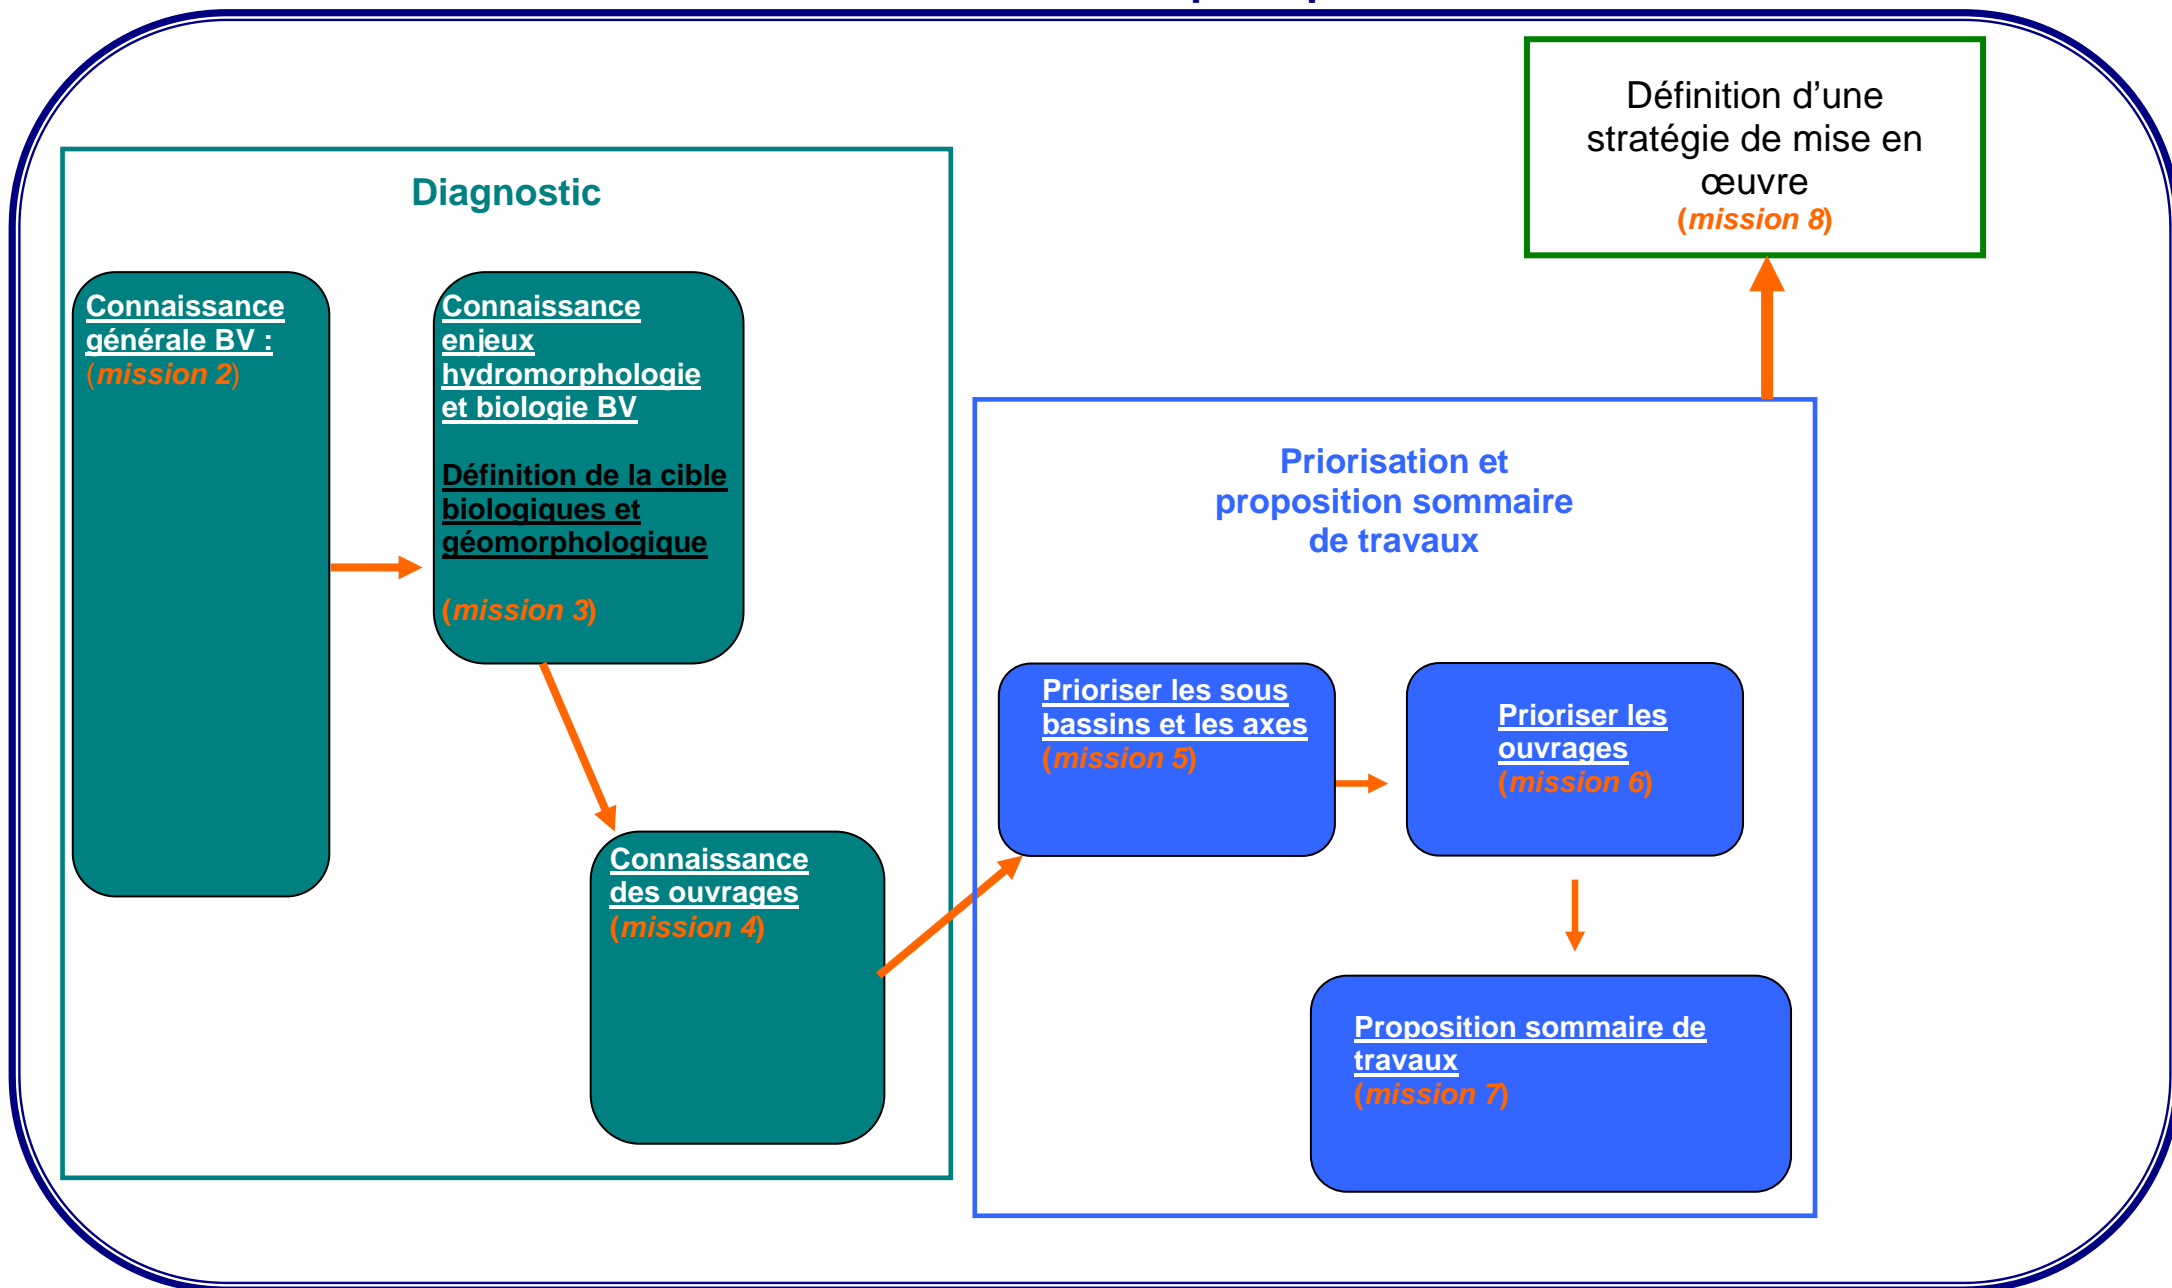 Définition d’une
stratégie de mise en
œuvre
(mission 8)
Diagnostic
Connaissance
générale BV :
(mission 2)
Connaissance
enjeux
hydromorphologie
et biologie BV
Définition de la cible
biologiques et
géomorphologique
(mission 3)
Connaissance
des ouvrages
(mission 4)
Priorisation et
proposition sommaire
de travaux
Prioriser les sous
bassins et les axes
(mission 5)
Prioriser les
ouvrages
(mission 6)
Proposition sommaire de
travaux
(mission 7)